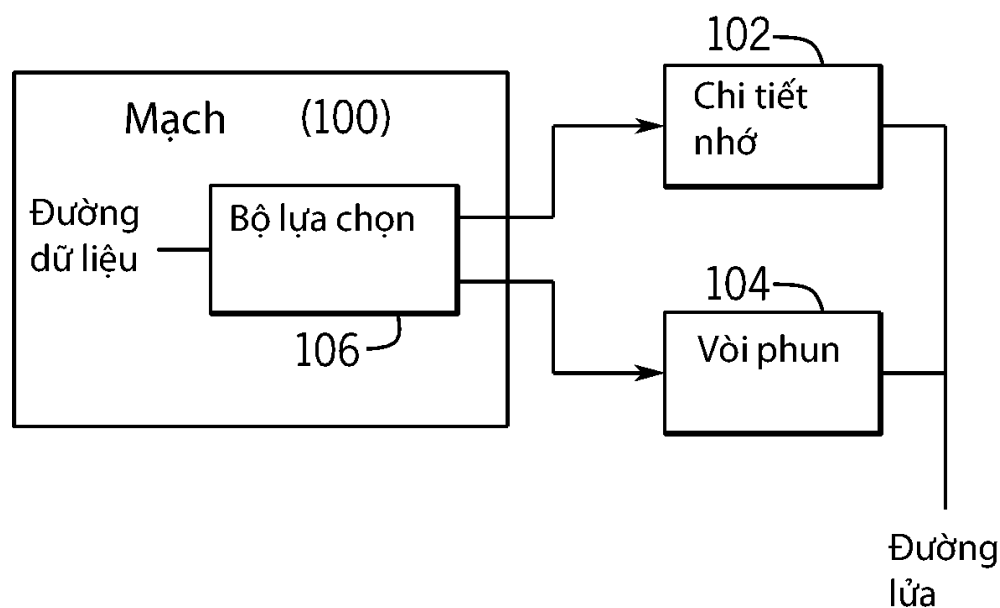 102
Chi tiết
nhớ
Mạch (100)
Đường
dữ liệu
Bộ lựa chọn
106
104
Vòi phun
Đường
lửa